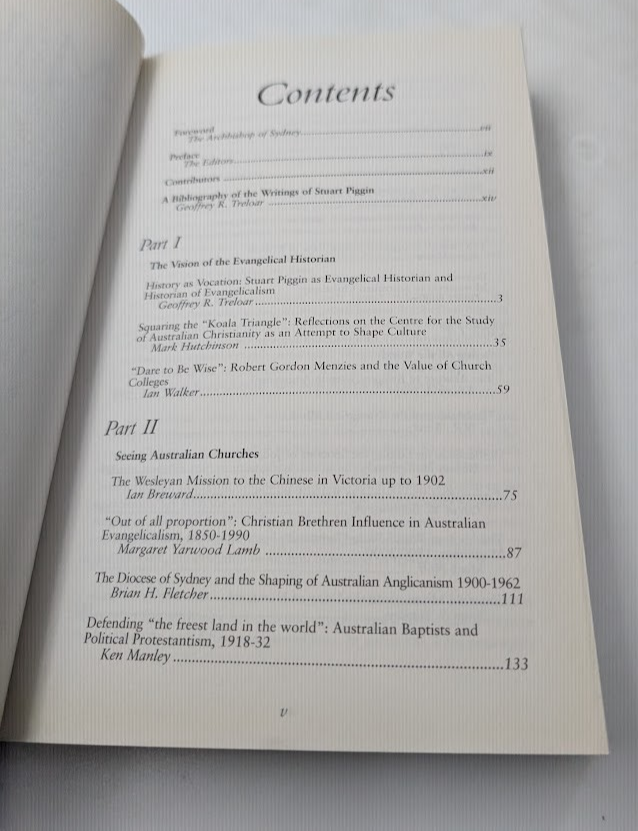 Contents
Foreword
The Archbishop of Sydney..........vii
Preface
The Editors..........ix
Contributors ..........xii
A Bibliography of the Writings of Stuart Piggin
Geoffrey R. Treloar ..........xiv
Part I
The Vision of the Evangelical Historian
History as Vocation: Stuart Piggin as Evangelical Historian and
Historian of Evangelicalism
Geoffrey R. Treloar ..........3
Squaring the "Koala Triangle": Reflections on the Centre for the Study
of Australian Christianity as an Attempt to Shape Culture
Mark Hutchinson ..........35
"Dare to Be Wise": Robert Gordon Menzies and the Value of Church
Colleges
Ian Walker..........59
Part II
Seeing Australian Churches
The Wesleyan Mission to the Chinese in Victoria up to 1902
Ian Breward..........75
"Out of all proportion": Christian Brethren Influence in Australian
Evangelicalism, 1850-1990
Margaret Yarwood Lamb ..........87
The Diocese of Sydney and the Shaping of Australian Anglicanism 1900-1962
Brian H. Fletcher..........111
Defending "the freest land in the world": Australian Baptists and
Political Protestantism, 1918-32
Ken Manley ..........133
v